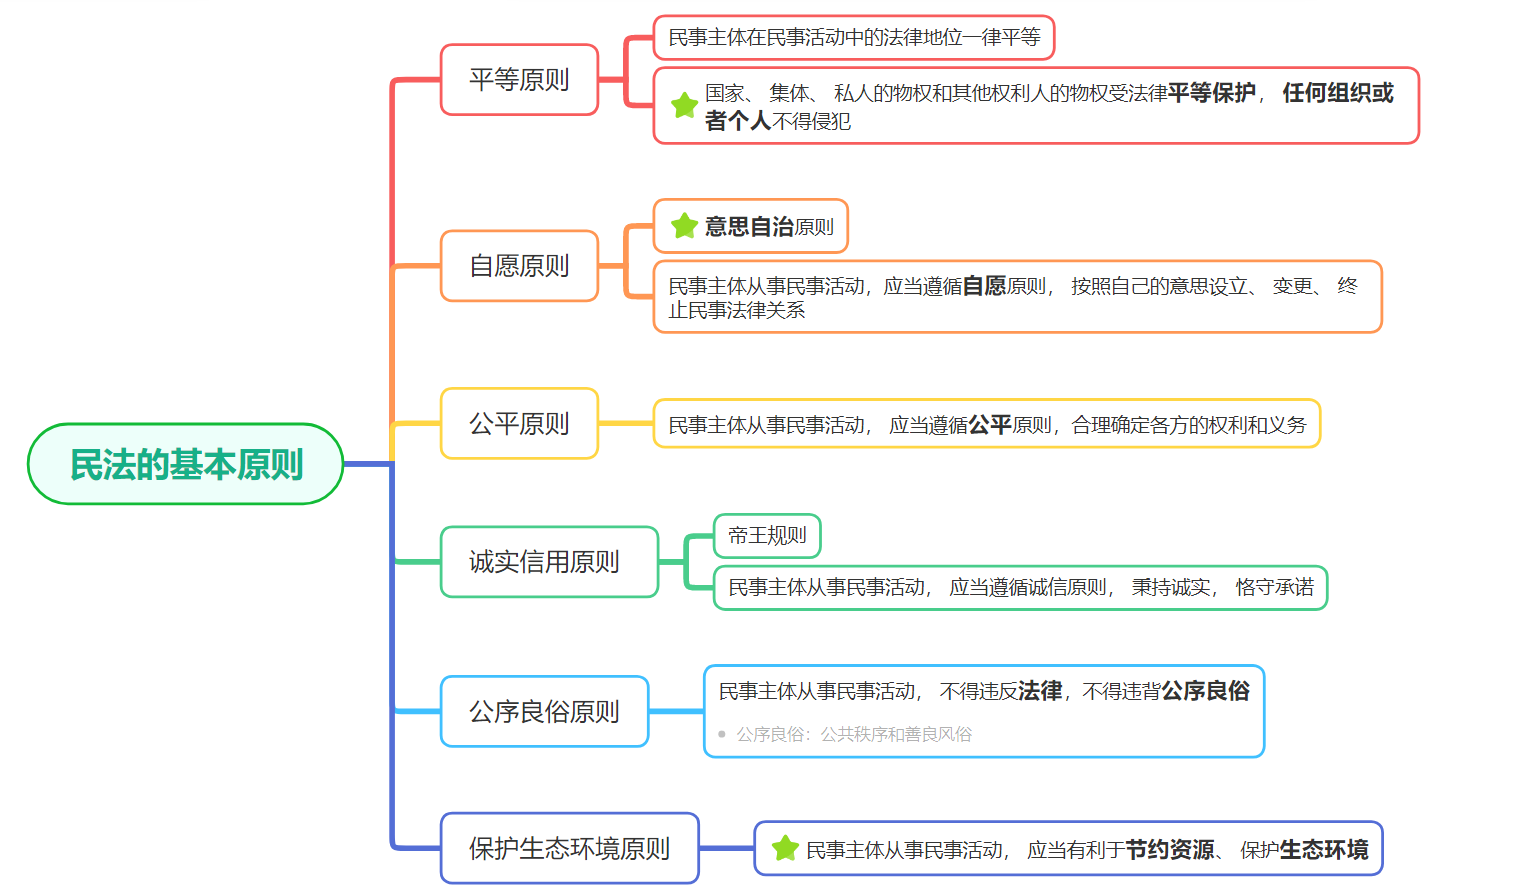 民法的基本原则
平等原则
民事主体在民事活动中的法律地位一律平等
国家、 集体、 私人的物权和其他权利人的物权受法律平等保护， 任何组织或
者个人不得侵犯
自愿原则
意思自治原则
民事主体从事民事活动，应当遵循自愿原则， 按照自己的意思设立、 变更、 终
止民事法律关系
公平原则
民事主体从事民事活动， 应当遵循公平原则，合理确定各方的权利和义务
诚实信用原则
帝王规则
民事主体从事民事活动， 应当遵循诚信原则， 秉持诚实， 恪守承诺
公序良俗原则
民事主体从事民事活动， 不得违反法律，不得违背公序良俗
公序良俗：公共秩序和善良风俗
保护生态环境原则
民事主体从事民事活动， 应当有利于节约资源、 保护生态环境